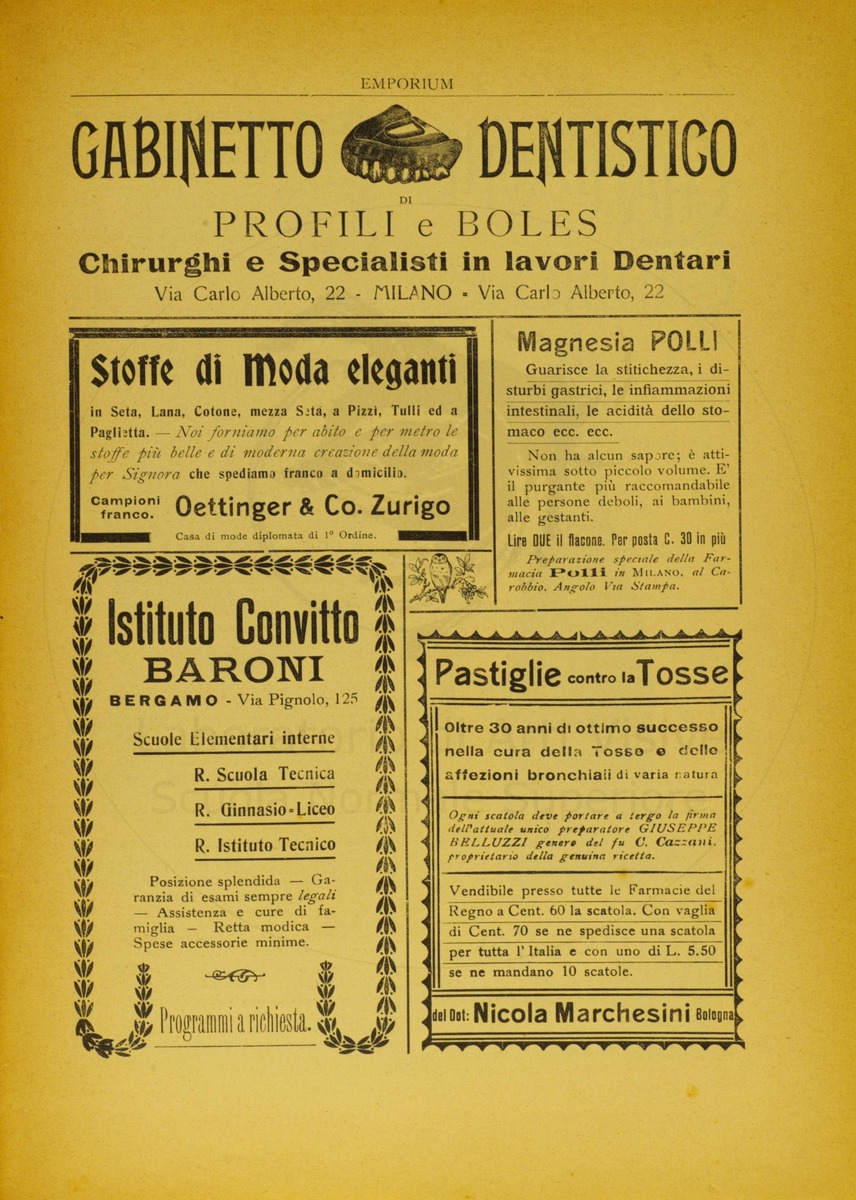 EMPORIUM
GABINETTO DENTISTICO
DI
PROFILI e BOLES
Chirurghi e Specialisti in lavori Dentari
Via Carlo Alberto, 22 - MILANO - Via Carlo Alberto, 22
Stoffe di Moda eleganti
in Seta, Lana, Cotone, mezza Seta, a Pizzi, Tulli ed a
Paglietta. — Noi forniamo per abito e per metro le
stoffe più belle e di moderna creazione della moda
per Signora che spediamo franco a domicilio.
Campioni
franco.
Oettinger & Co. Zurigo
Casa di mode diplomata di 1° Ordine.
Magnesia POLLI
Guarisce la stitichezza, i di-
sturbi gastrici, le infiammazioni
intestinali, le acidità dello sto-
maco ecc. ecc.
Non ha alcun sapore; è atti-
vissima sotto piccolo volume. E'
il purgante più raccomandabile
alle persone deboli, ai bambini,
alle gestanti.
Lire DUE il flacone. Per posta C. 30 in più
Preparazione speciale della Far-
macia Polli in MILANO, al Ca-
robbio, Angolo Via Stampa.
Istituto Convitto
BARONI
BERGAMO - Via Pignolo, 125
Scuole Elementari interne
R. Scuola Tecnica
R. Ginnasio-Liceo
R. Istituto Tecnico
Posizione splendida — Ga-
ranzia di esami sempre legali
— Assistenza e cure di fa-
miglia — Retta modica —
Spese accessorie minime.
Programmi a richiesta.
Pastiglie contro la Tosse
Oltre 30 anni di ottimo successo
nella cura della Tosse e delle
affezioni bronchiali di varia natura
Ogni scatola deve portare a tergo la firma
dell'attuale unico preparatore GIUSEPPE
BELLUZZI genero del fu C. Cazzani,
proprietario della genuina ricetta.
Vendibile presso tutte le Farmacie del
Regno a Cent. 60 la scatola. Con vaglia
di Cent. 70 se ne spedisce una scatola
per tutta l'Italia e con uno di L. 5.50
se ne mandano 10 scatole.
del Dot: Nicola Marchesini Bologna